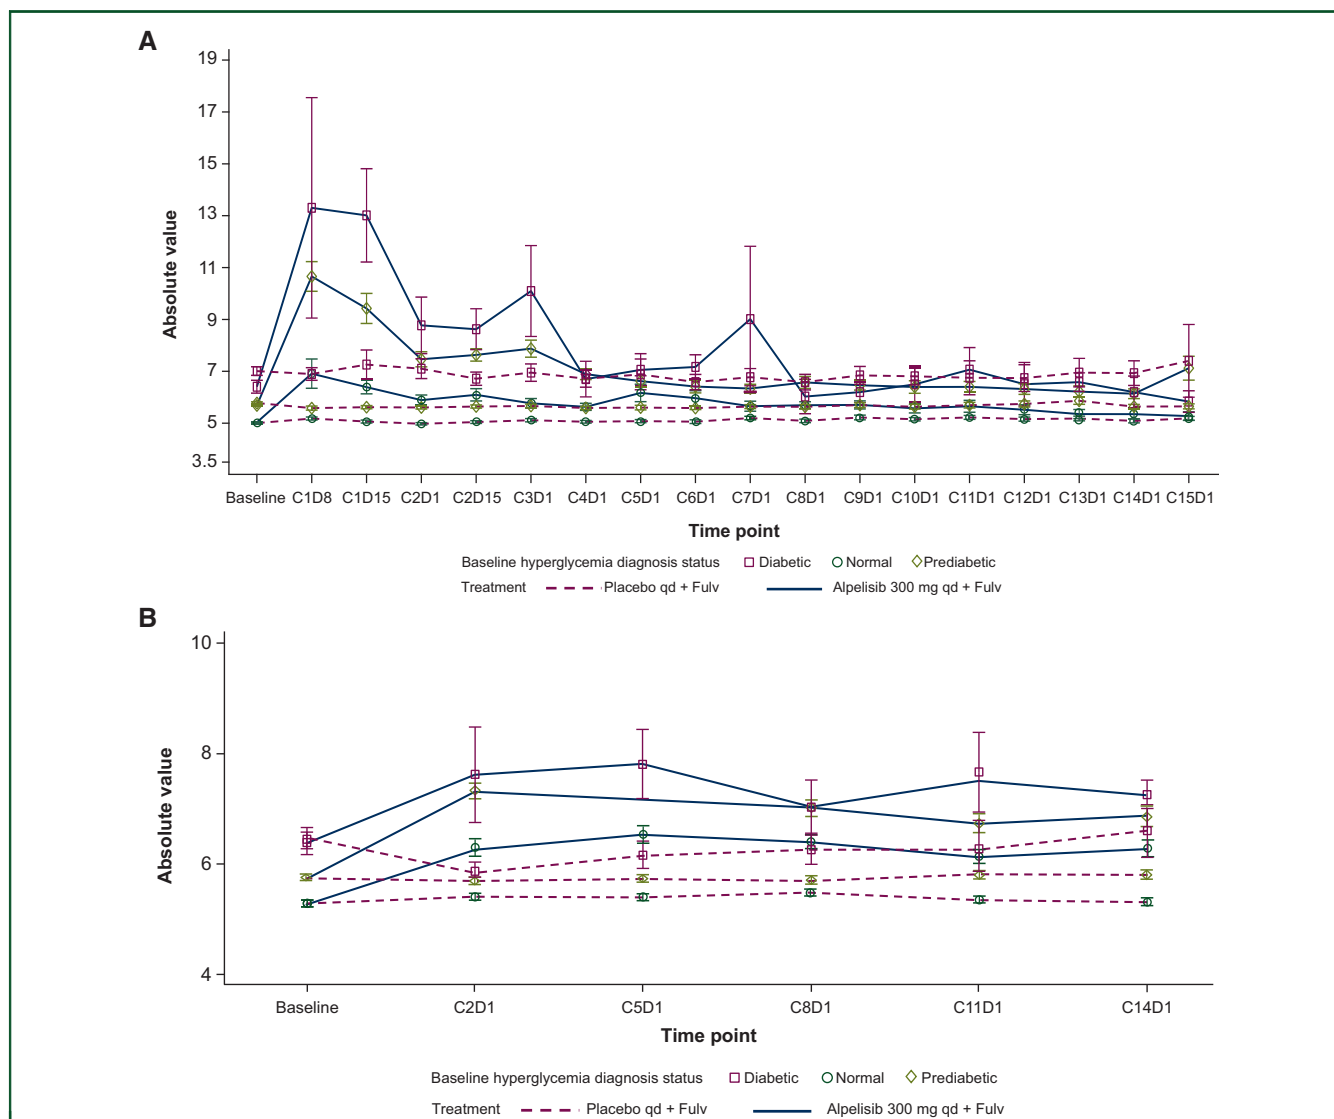 A
Absolute value
19
17
15
13
11
9
7
5
3.5
Baseline C1D8 C1D15 C2D1 C2D15 C3D1 C4D1 C5D1 C6D1 C7D1 C8D1 C9D1 C10D1 C11D1 C12D1 C13D1 C14D1 C15D1
Time point
Baseline hyperglycemia diagnosis status Diabetic Normal Prediabetic
Treatment Placebo qd + Fulv Alpelisib 300 mg qd + Fulv
B
Absolute value
10
8
6
4
Baseline C2D1 C5D1 C8D1 C11D1 C14D1
Time point
Baseline hyperglycemia diagnosis status Diabetic Normal Prediabetic
Treatment Placebo qd + Fulv Alpelisib 300 mg qd + Fulv